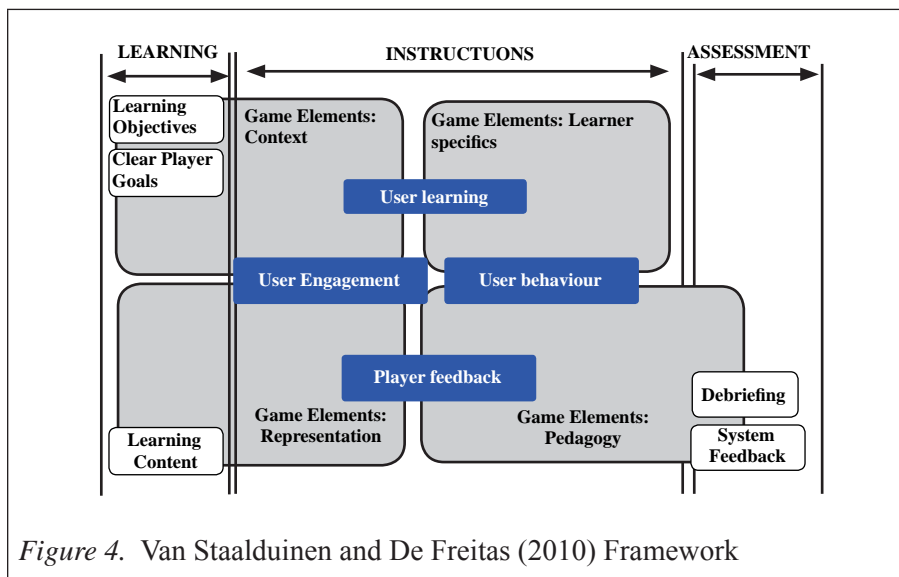 LEARNING
INSTRUCTUONS
ASSESSMENT
Learning
Objectives
Clear Player
Goals
Game Elements:
Context
Game Elements: Learner
specifics
User learning
User Engagement
User behaviour
Player feedback
Game Elements:
Representation
Game Elements:
Pedagogy
Learning
Content
Debriefing
System
Feedback
Figure 4. Van Staalduinen and De Freitas (2010) Framework